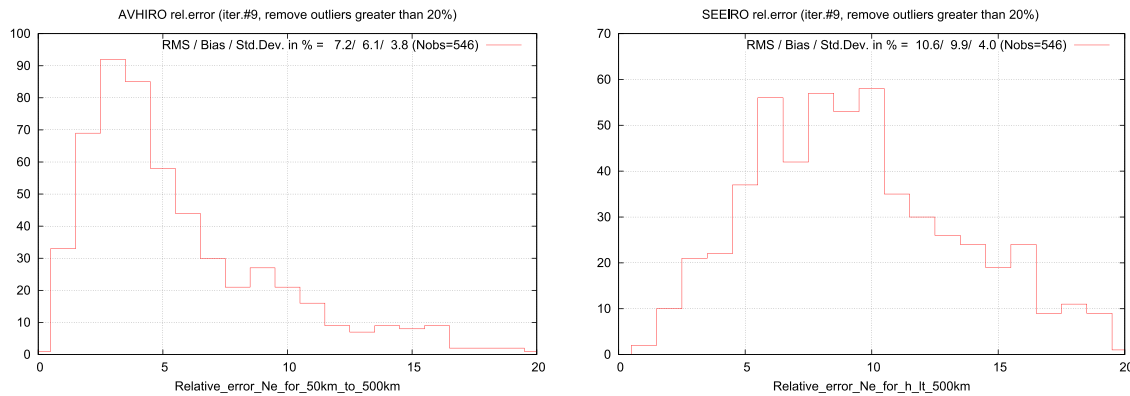 AVHIRO rel.error (iter.#9, remove outliers greater than 20%)
RMS / Bias / Std.Dev. in % =   7.2/  6.1/  3.8 (Nobs=546)
100
90
80
70
60
50
40
30
20
10
0
0 5 10 15 20
Relative_error_Ne_for_50km_to_500km
SEEIRO rel.error (iter.#9, remove outliers greater than 20%)
RMS / Bias / Std.Dev. in % =  10.6/  9.9/  4.0 (Nobs=546)
70
60
50
40
30
20
10
0
0 5 10 15 20
Relative_error_Ne_for_h_lt_500km